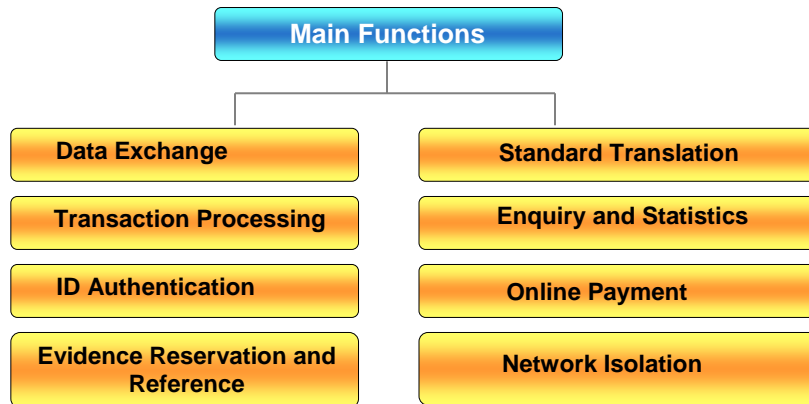 Main Functions
Data Exchange
Transaction Processing
ID Authentication
Evidence Reservation and
Reference
Standard Translation
Enquiry and Statistics
Online Payment
Network Isolation